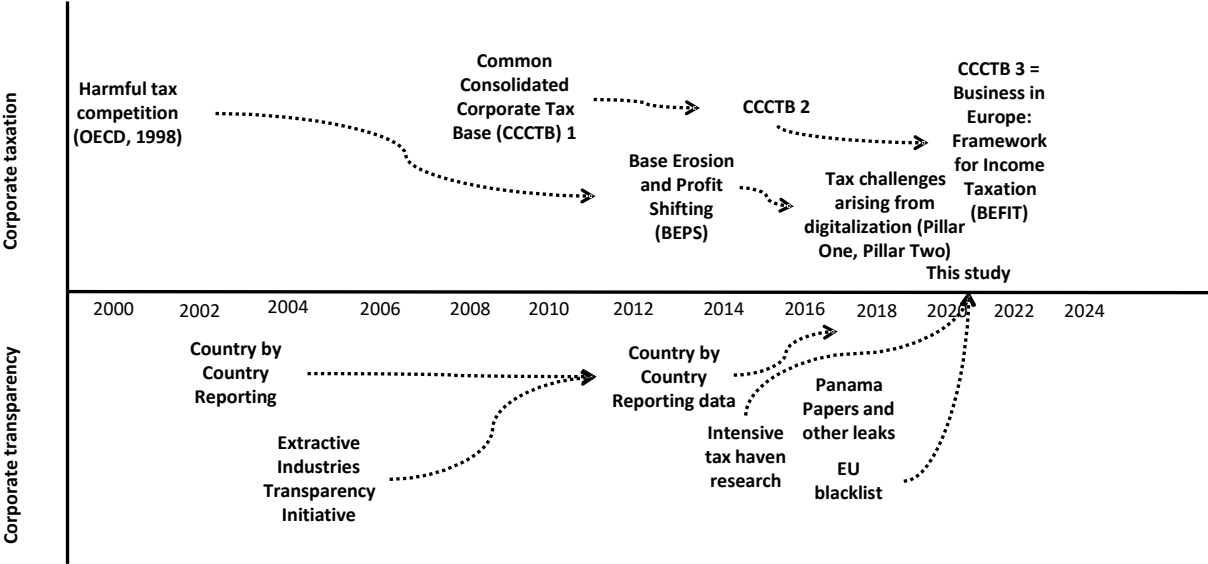 Corporate taxation
Harmful tax
competition
(OECD, 1998)
Common
Consolidated
Corporate Tax
Base (CCCTB) 1
CCCTB 2
CCCTB 3 =
Business in
Europe:
Framework
for Income
Taxation
(BEFIT)
Base Erosion
and Profit
Shifting
(BEPS)
Tax challenges
arising from
digitalization (Pillar
One, Pillar Two)
This study
2000 2002 2004 2006 2008 2010 2012 2014 2016 2018 2020 2022 2024
Corporate transparency
Country by
Country
Reporting
Extractive
Industries
Transparency
Initiative
Country by
Country
Reporting data
Intensive
tax haven
research
Panama
Papers and
other leaks
EU
blacklist